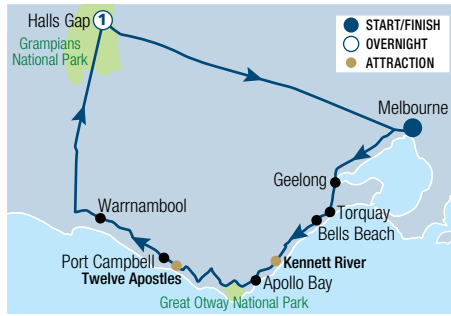 Halls Gap
1
Grampians
National Park
START/FINISH
OVERNIGHT
ATTRACTION
Melbourne
Geelong
Torquay
Bells Beach
Warrnambool
Port Campbell
Twelve Apostles
Kennett River
Apollo Bay
Great Otway National Park